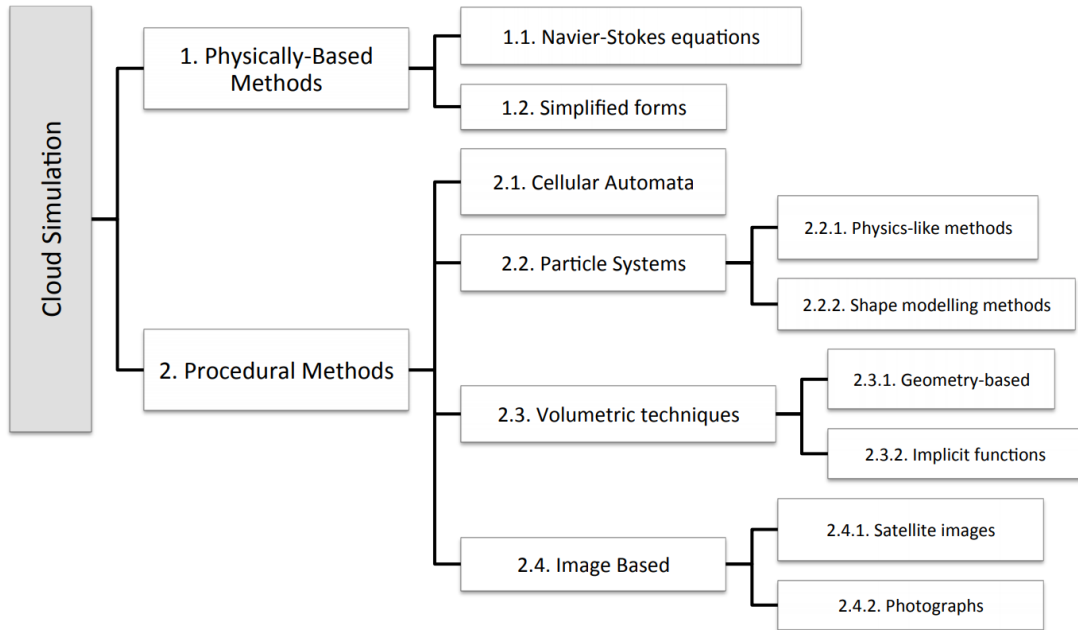 Cloud Simulation
1. Physically-Based
Methods
1.1. Navier-Stokes equations
1.2. Simplified forms
2. Procedural Methods
2.1. Cellular Automata
2.2. Particle Systems
2.2.1. Physics-like methods
2.2.2. Shape modelling methods
2.3. Volumetric techniques
2.3.1. Geometry-based
2.3.2. Implicit functions
2.4. Image Based
2.4.1. Satellite images
2.4.2. Photographs